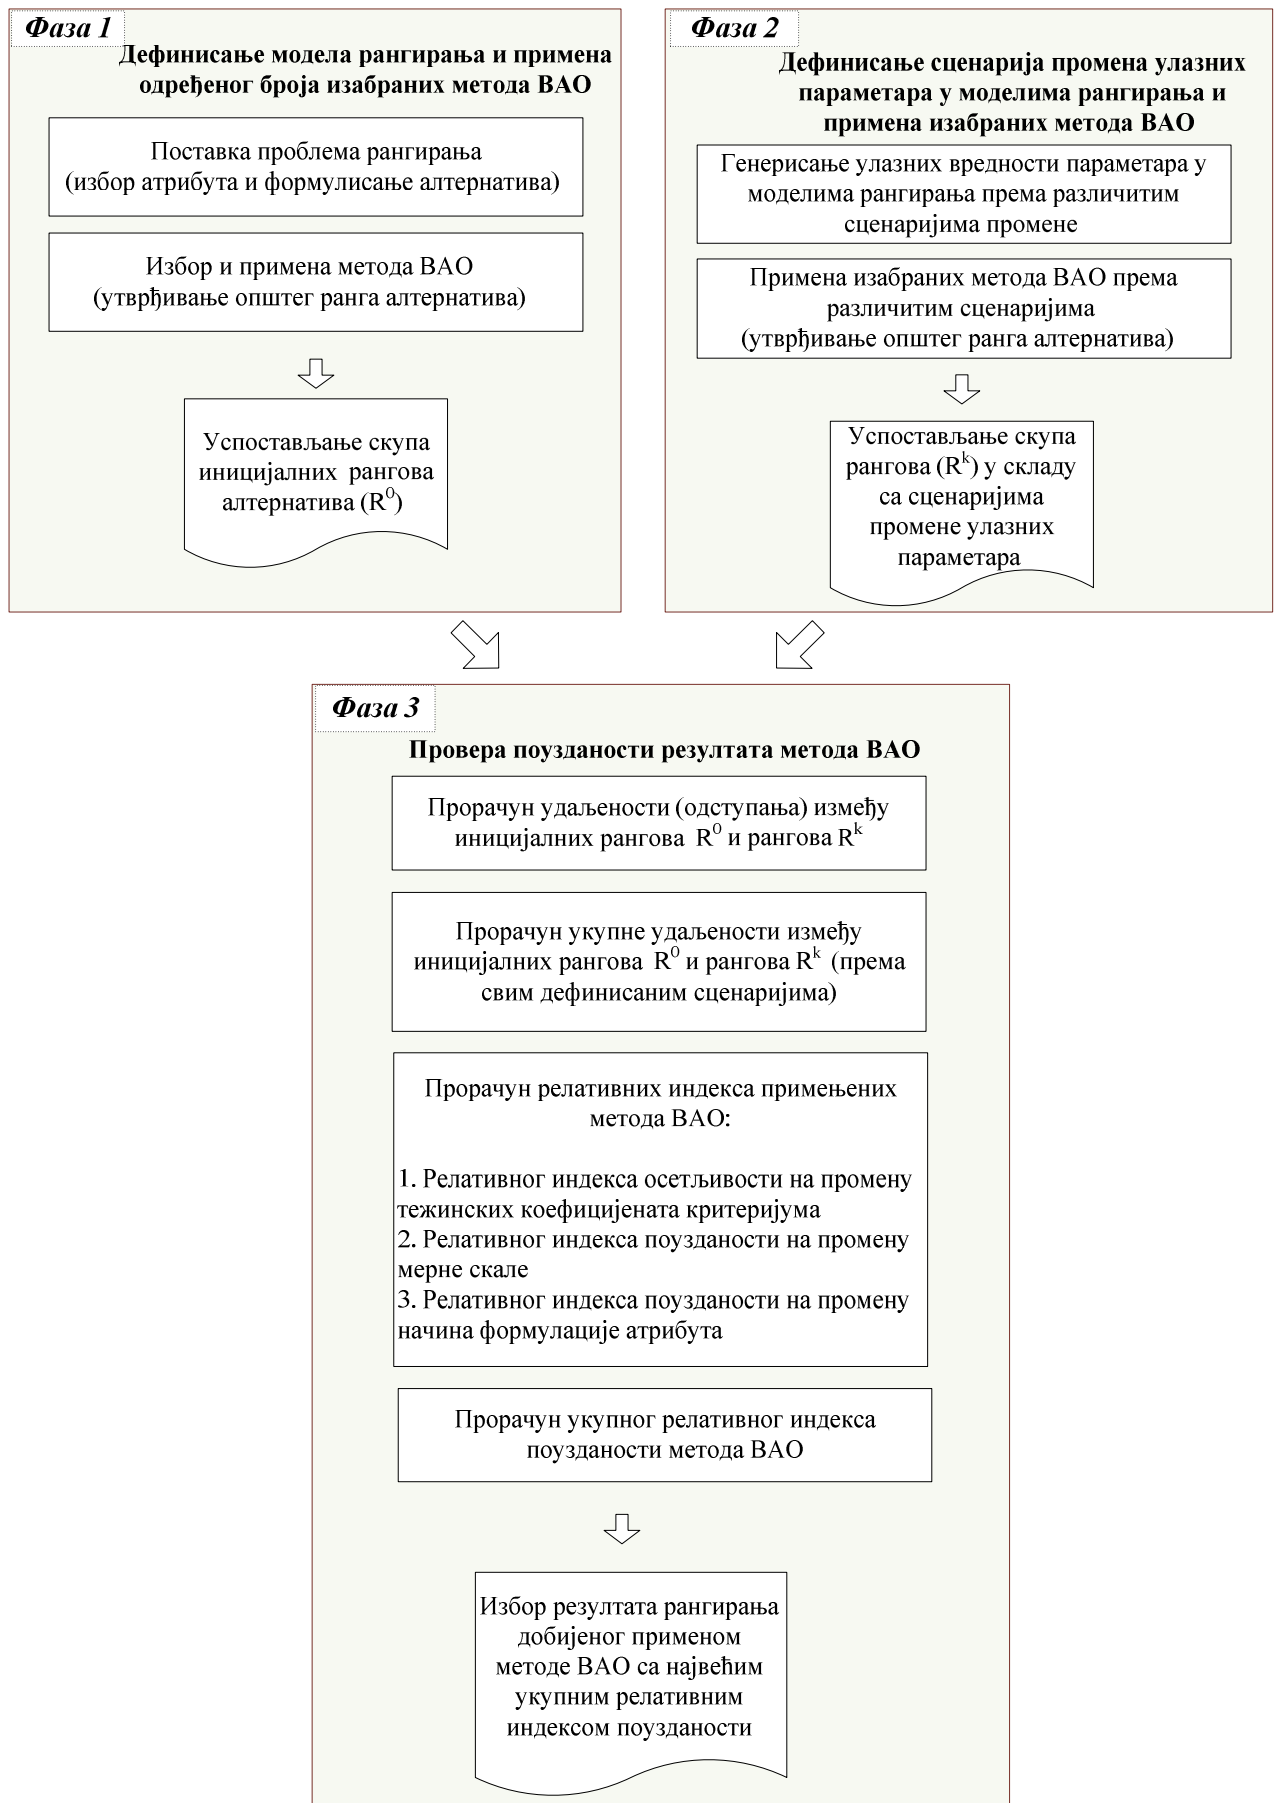 Фаза 1
Дефинисање модела рангирања и примена
одређеног броја изабраних метода ВАО
Поставка проблема рангирања
(избор атрибута и формулисање алтернатива)
Избор и примена метода ВАО
(утврђивање општег ранга алтернатива)
Успостављање скупа
иницијалних рангова
алтернатива (R⁰)
Фаза 2
Дефинисање сценарија промена улазних
параметара у моделима рангирања и
примена изабраних метода ВАО
Генерисање улазних вредности параметара у
моделима рангирања према различитим
сценаријима промене
Примена изабраних метода ВАО према
различитим сценаријима
(утврђивање општег ранга алтернатива)
Успостављање скупа
рангова (Rᵏ) у складу
са сценаријима
промене улазних
параметара
Фаза 3
Провера поузданости резултата метода ВАО
Прорачун удаљености (одступања) између
иницијалних рангова R⁰ и рангова Rᵏ
Прорачун укупне удаљености између
иницијалних рангова R⁰ и рангова Rᵏ (према
свим дефинисаним сценаријима)
Прорачун релативних индекса примењених
метода ВАО:
1. Релативног индекса осетљивости на промену
тежинских коефицијената критеријума
2. Релативног индекса поузданости на промену
мерне скале
3. Релативног индекса поузданости на промену
начина формулације атрибута
Прорачун укупног релативног индекса
поузданости метода ВАО
Избор резултата рангирања
добијеног применом
методе ВАО са највећим
укупним релативним
индексом поузданости